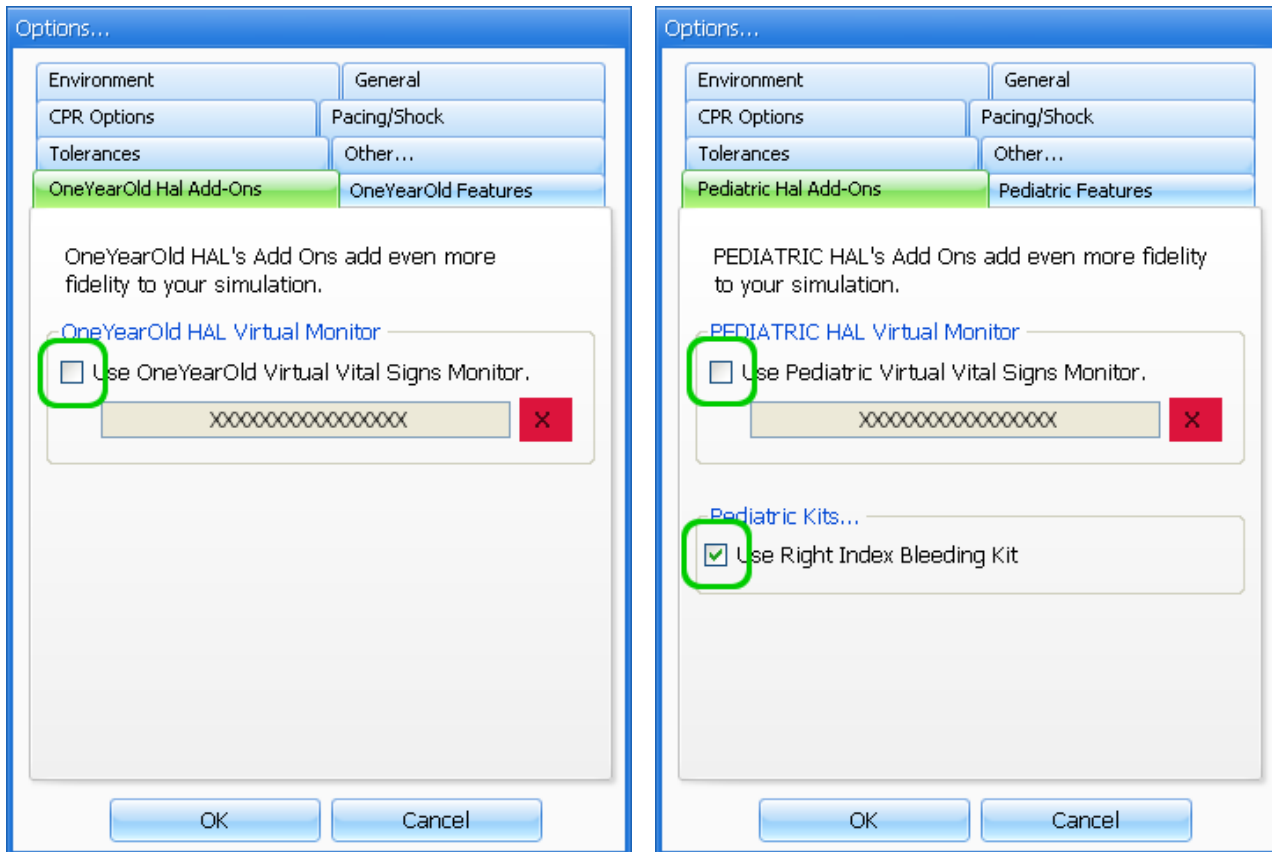 Options...
Environment
General
CPR Options
Pacing/Shock
Tolerances
Other...
OneYearOld Hal Add-Ons
OneYearOld Features
OneYearOld HAL's Add Ons add even more
fidelity to your simulation.
OneYearOld HAL Virtual Monitor
Use OneYearOld Virtual Vital Signs Monitor.
XXXXXXXXXXXXXXXX
X
OK
Cancel
Options...
Environment
General
CPR Options
Pacing/Shock
Tolerances
Other...
Pediatric Hal Add-Ons
Pediatric Features
PEDIATRIC HAL's Add Ons add even more fidelity
to your simulation.
PEDIATRIC HAL Virtual Monitor
Use Pediatric Virtual Vital Signs Monitor.
XXXXXXXXXXXXXXXX
X
Pediatric Kits...
Use Right Index Bleeding Kit
OK
Cancel